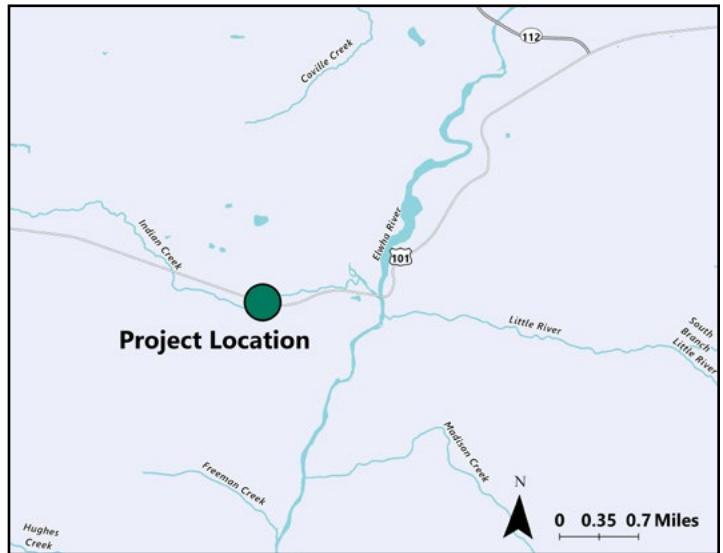 112
Coville Creek
Indian Creek
Elwha River
101
Project Location
Little River
South
Branch
Little River
Madison Creek
Freeman Creek
N
0 0.35 0.7 Miles
Hughes
Creek